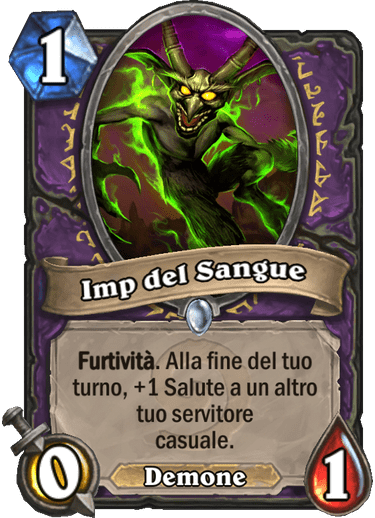 1
Imp del Sangue
Furtività. Alla fine del tuo
turno, +1 Salute a un altro
tuo servitore
casuale.
0
Demone
1